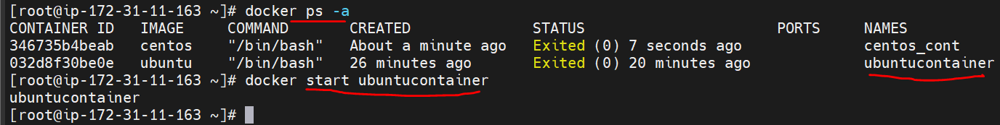 [root@ip-172-31-11-163 ~]# docker ps -a
CONTAINER ID   IMAGE     COMMAND       CREATED              STATUS                      PORTS     NAMES
346735b4beab   centos    "/bin/bash"   About a minute ago   Exited (0) 7 seconds ago              centos_cont
032d8f30be0e   ubuntu    "/bin/bash"   26 minutes ago       Exited (0) 20 minutes ago             ubuntucontainer
[root@ip-172-31-11-163 ~]# docker start ubuntucontainer
ubuntucontainer
[root@ip-172-31-11-163 ~]#